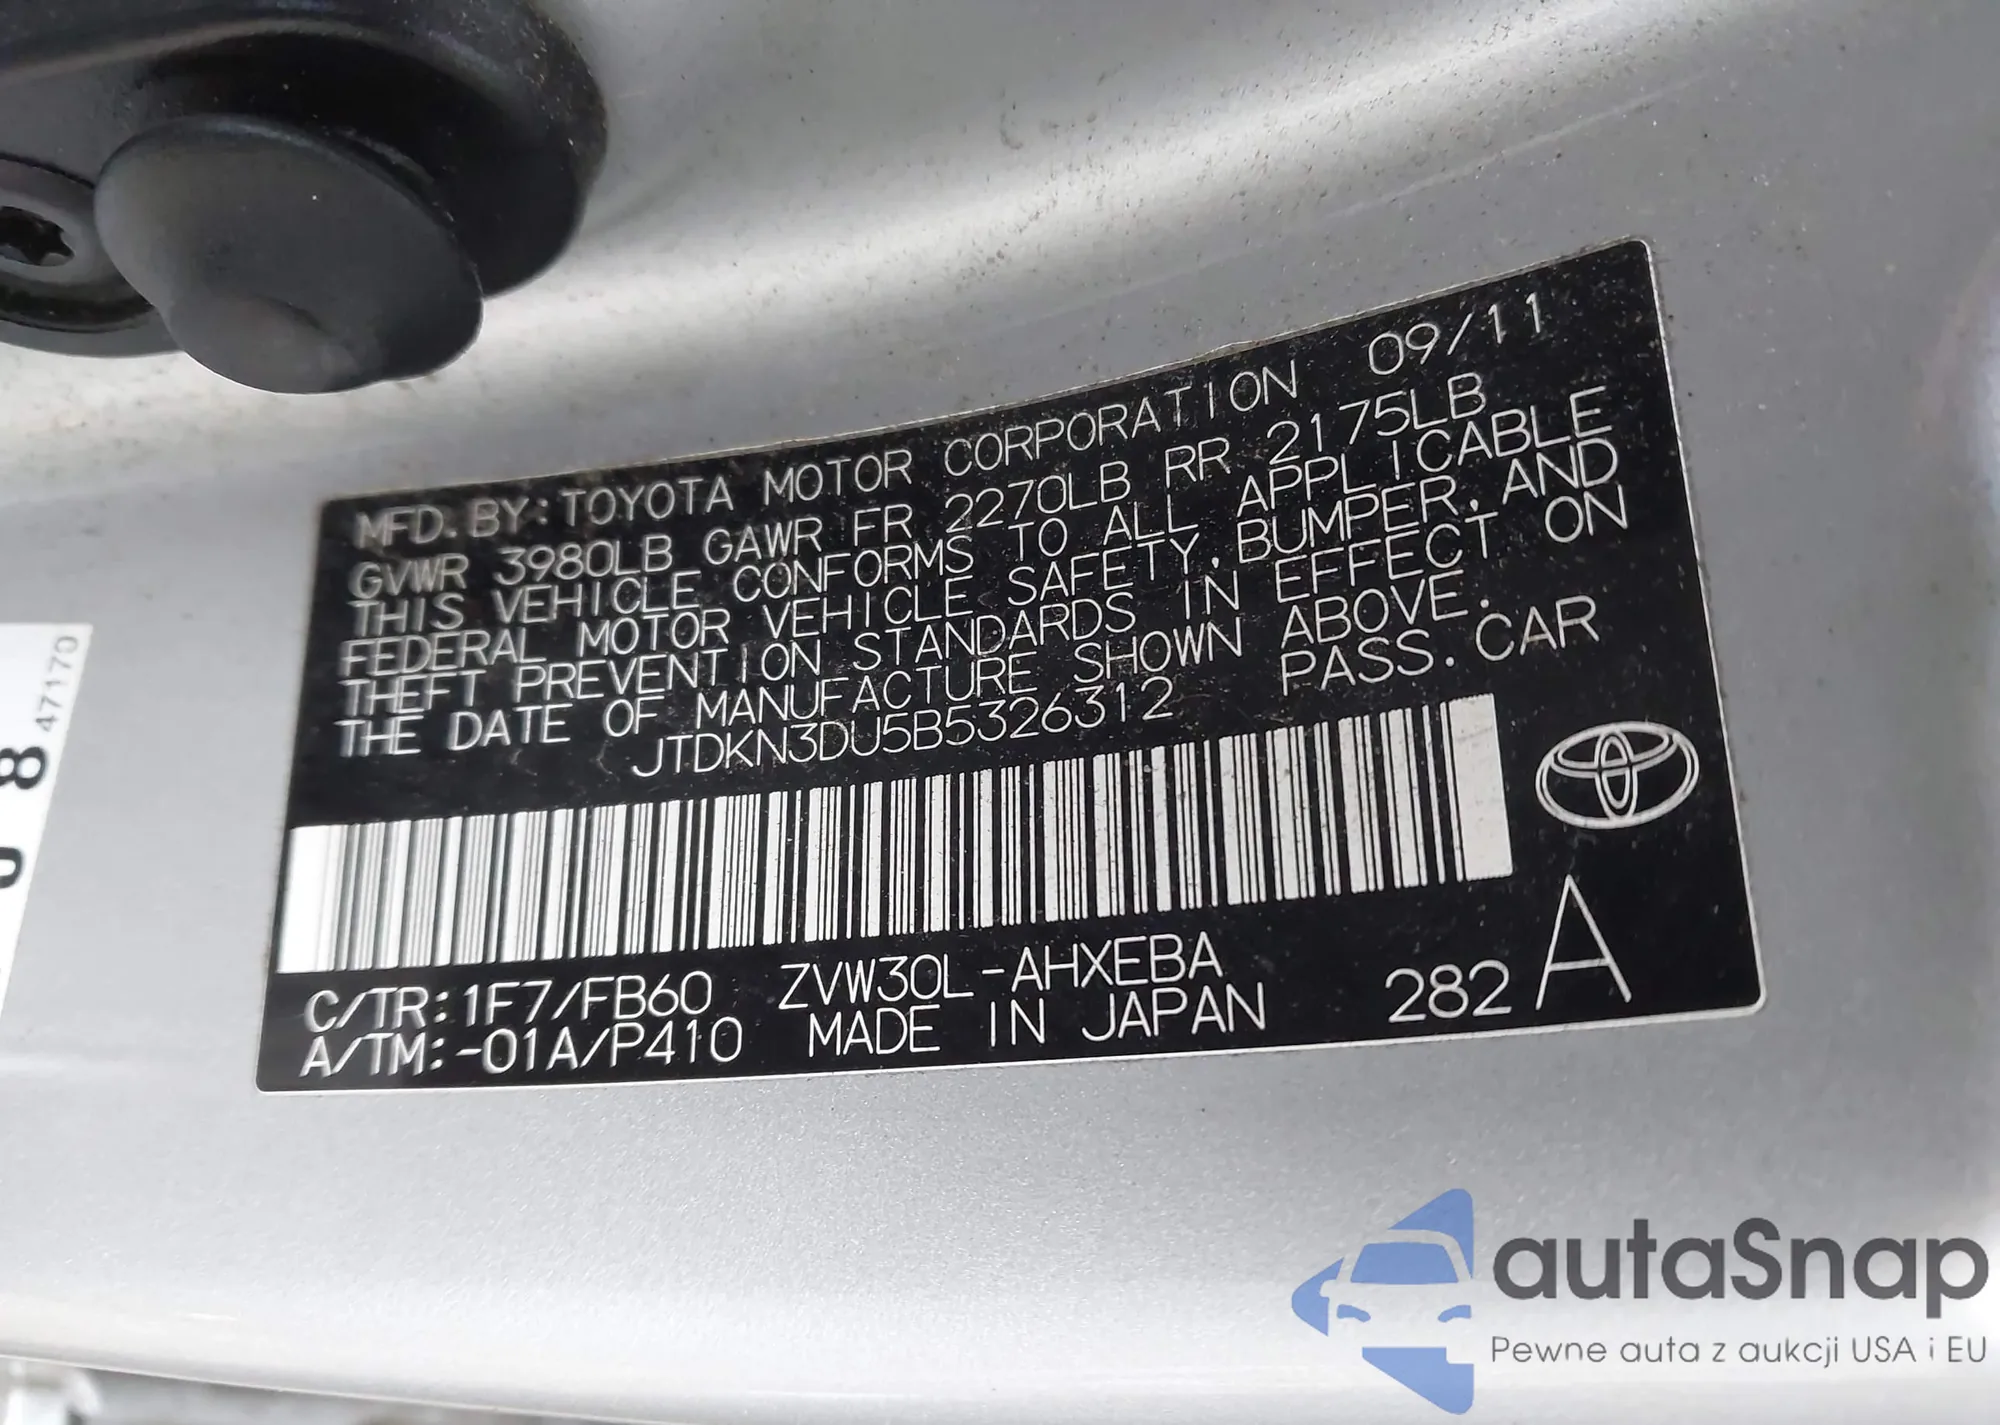 MFD. BY: TOYOTA MOTOR CORPORATION 09/11
GVWR 3980LB GAWR FR 2270LB RR 2175LB
THIS VEHICLE CONFORMS TO ALL APPLICABLE
FEDERAL MOTOR VEHICLE SAFETY, BUMPER, AND
THEFT PREVENTION STANDARDS IN EFFECT ON
THE DATE OF MANUFACTURE SHOWN ABOVE.
JTDKN3DU5B5326312 PASS. CAR
C/TR: 1F7/FB60 ZVW30L-AHXEBA
A/TM: -01A/P410 MADE IN JAPAN 282 A
47170
8
autaSnap
Pewne auta z aukcji USA i EU